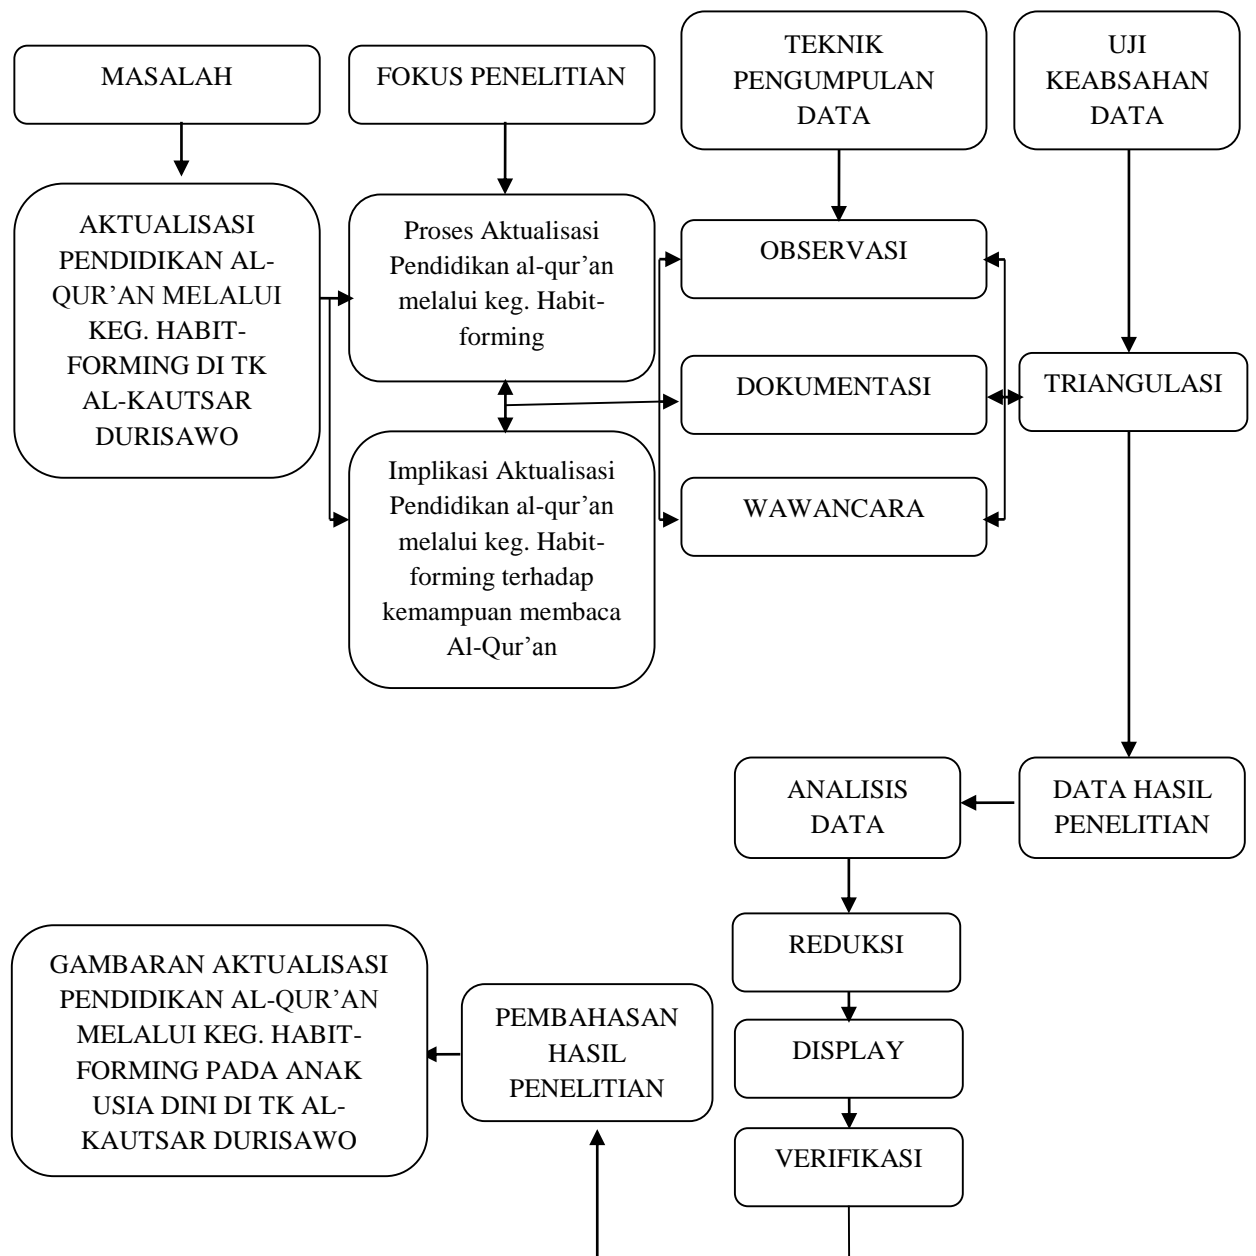 MASALAH
FOKUS PENELITIAN
TEKNIK
PENGUMPULAN
DATA
UJI
KEABSAHAN
DATA
AKTUALISASI
PENDIDIKAN AL-
QUR’AN MELALUI
KEG. HABIT-
FORMING DI TK
AL-KAUTSAR
DURISAWO
Proses Aktualisasi
Pendidikan al-qur’an
melalui keg. Habit-
forming
OBSERVASI
DOKUMENTASI
TRIANGULASI
Implikasi Aktualisasi
Pendidikan al-qur’an
melalui keg. Habit-
forming terhadap
kemampuan membaca
Al-Qur’an
WAWANCARA
ANALISIS
DATA
DATA HASIL
PENELITIAN
REDUKSI
GAMBARAN AKTUALISASI
PENDIDIKAN AL-QUR’AN
MELALUI KEG. HABIT-
FORMING PADA ANAK
USIA DINI DI TK AL-
KAUTSAR DURISAWO
PEMBAHASAN
HASIL
PENELITIAN
DISPLAY
VERIFIKASI